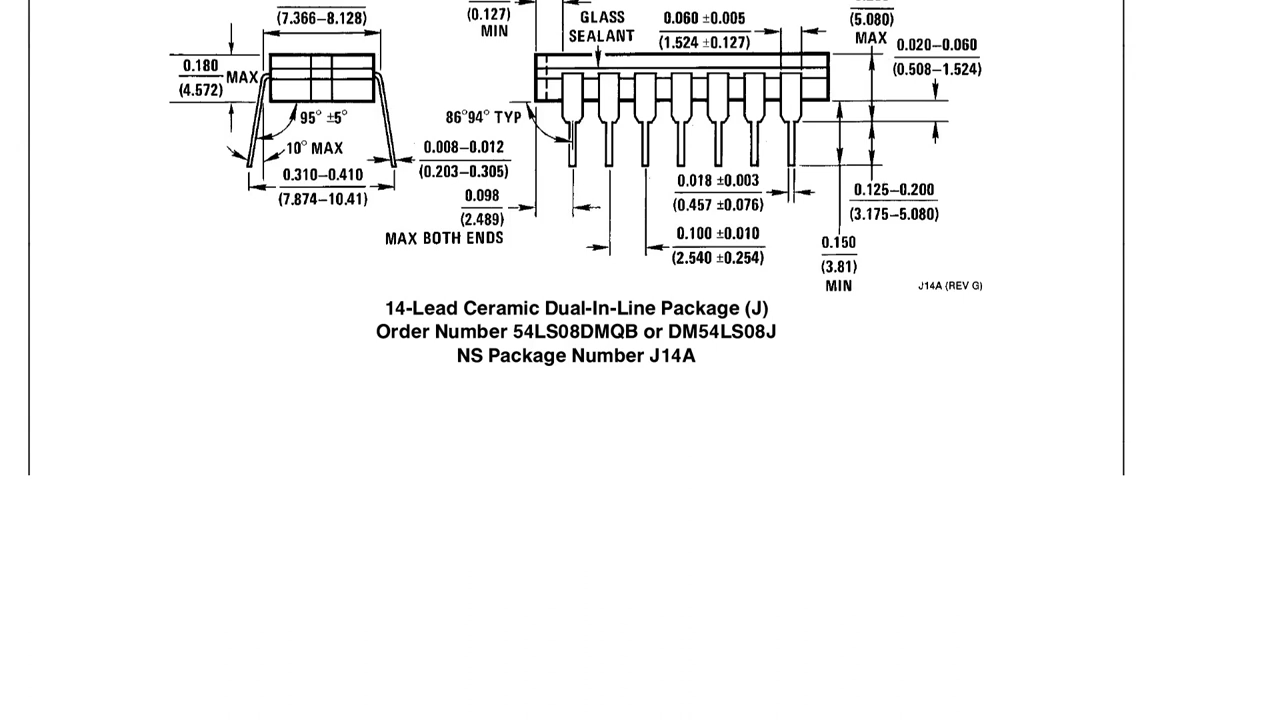 (7.366–8.128)
(0.127)
MIN
GLASS
SEALANT
0.060 ±0.005
(1.524 ±0.127)
(5.080)
MAX
0.020–0.060
(0.508–1.524)
0.180
(4.572)
MAX
95° ±5°
86°94° TYP
10° MAX
0.310–0.410
(7.874–10.41)
0.008–0.012
(0.203–0.305)
0.098
(2.489)
MAX BOTH ENDS
0.018 ±0.003
(0.457 ±0.076)
0.100 ±0.010
(2.540 ±0.254)
0.125–0.200
(3.175–5.080)
0.150
(3.81)
MIN
J14A (REV G)
14-Lead Ceramic Dual-In-Line Package (J)
Order Number 54LS08DMQB or DM54LS08J
NS Package Number J14A